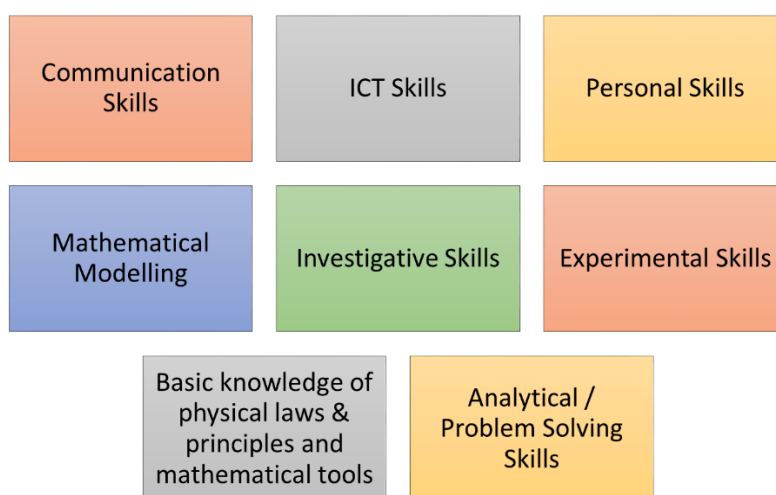 Communication
Skills
ICT Skills
Personal Skills
Mathematical
Modelling
Investigative Skills
Experimental Skills
Basic knowledge of
physical laws &
principles and
mathematical tools
Analytical /
Problem Solving
Skills